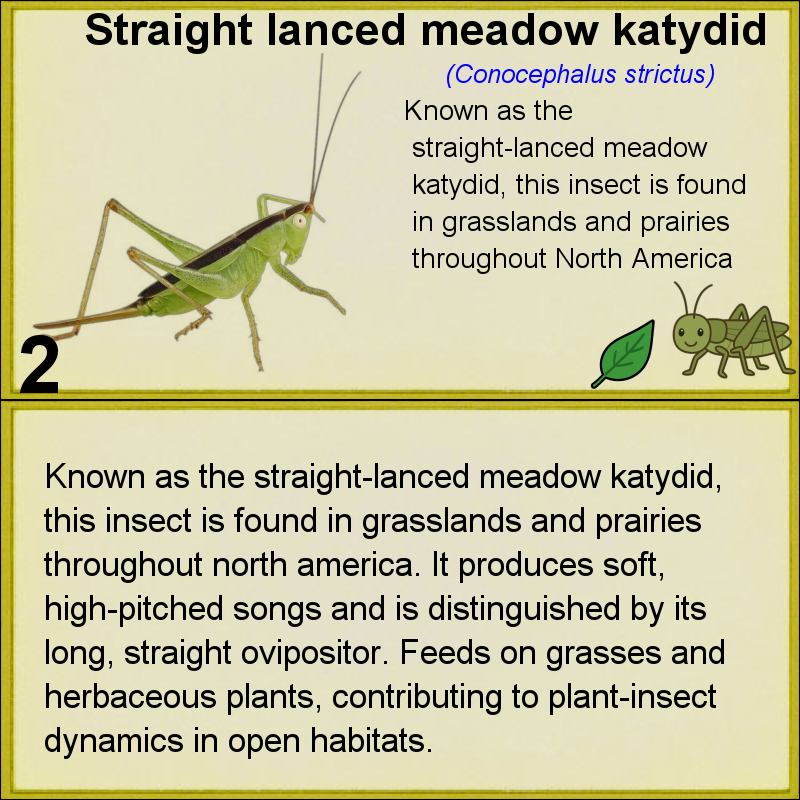 Straight lanced meadow katydid
(Conocephalus strictus)
Known as the
straight-lanced meadow
katydid, this insect is found
in grasslands and prairies
throughout North America
2
Known as the straight-lanced meadow katydid,
this insect is found in grasslands and prairies
throughout north america. It produces soft,
high-pitched songs and is distinguished by its
long, straight ovipositor. Feeds on grasses and
herbaceous plants, contributing to plant-insect
dynamics in open habitats.